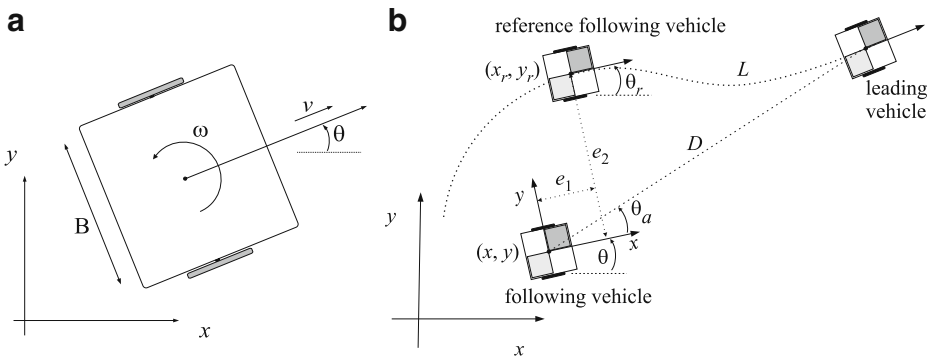 a
v
θ
ω
y
B
x
b
reference following vehicle
(x_r, y_r)
θ_r
L
leading
vehicle
D
e_2
e_1
y
θ_a
y
x
(x, y)
θ
following vehicle
x